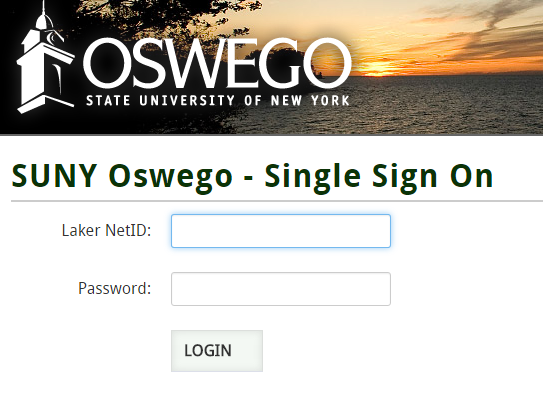 OSWEGO
STATE UNIVERSITY OF NEW YORK
SUNY Oswego - Single Sign On
Laker NetID:
Password:
LOGIN